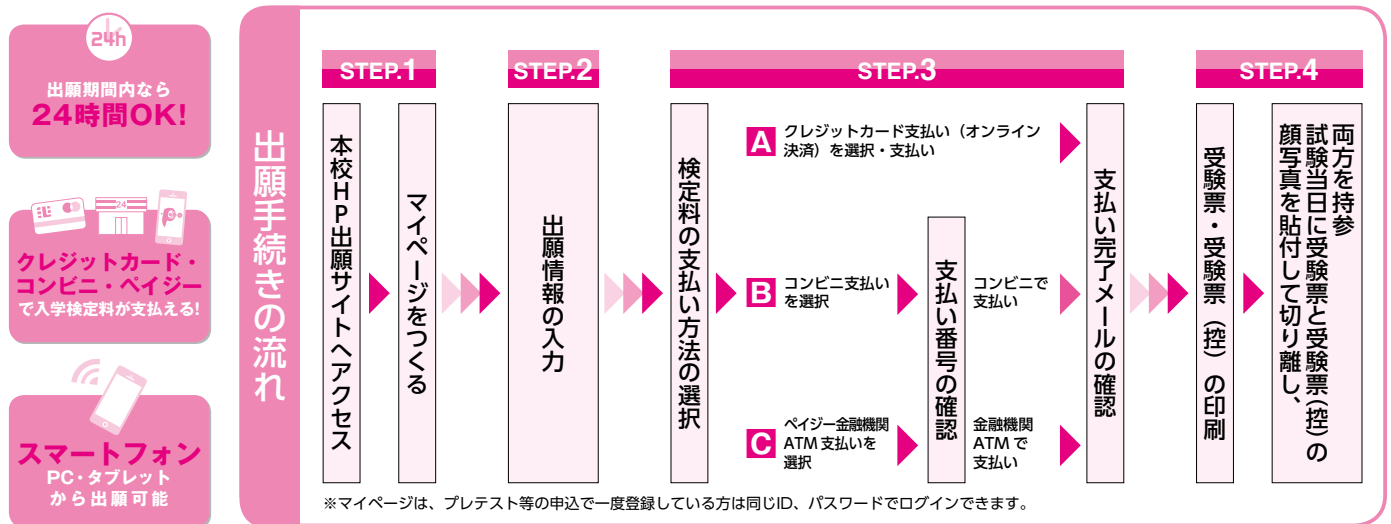 24h
出願期間内なら
24時間OK!
24
クレジットカード・
コンビニ・ペイジー
で入学検定料が支払える!
スマートフォン
PC・タブレット
から出願可能
出願手続きの流れ
STEP.1
本校HP出願サイトへアクセス
マイページをつくる
STEP.2
出願情報の入力
STEP.3
検定料の支払い方法の選択
A
クレジットカード支払い（オンライン
決済）を選択・支払い
B
コンビニ支払い
を選択
C
ペイジー金融機関
ATM 支払いを
選択
支払い番号の確認
コンビニで
支払い
金融機関
ATM で
支払い
支払い完了メールの確認
STEP.4
受験票・受験票（控）の印刷
顔写真を貼付して切り離し、
試験当日に受験票と受験票(控)の
両方を持参
※マイページは、プレテスト等の申込で一度登録している方は同じID、パスワードでログインできます。